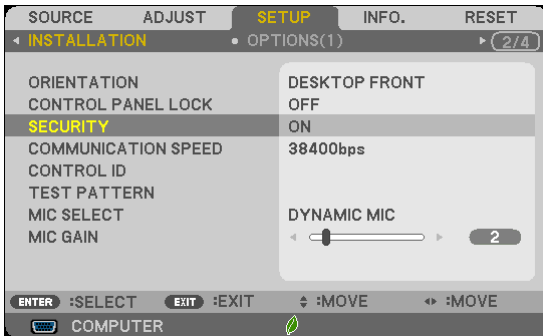 SOURCE ADJUST SETUP INFO. RESET
INSTALLATION OPTIONS(1) 2/4
ORIENTATION DESKTOP FRONT
CONTROL PANEL LOCK OFF
SECURITY ON
COMMUNICATION SPEED 38400bps
CONTROL ID
TEST PATTERN
MIC SELECT DYNAMIC MIC
MIC GAIN 2
ENTER :SELECT EXIT :EXIT :MOVE :MOVE
COMPUTER